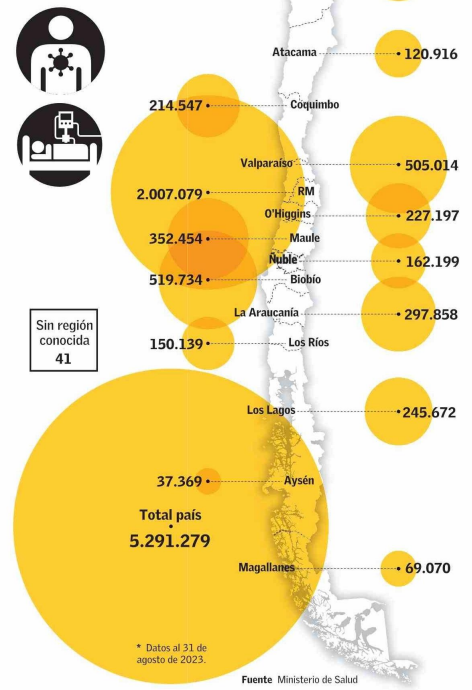 Atacama 120.916
214.547 Coquimbo
Valparaíso 505.014
2.007.079 RM
O'Higgins 227.197
352.454 Maule
Ñuble 162.199
519.734 Biobío
La Araucanía 297.858
Sin región
conocida
41
150.139 Los Ríos
Los Lagos 245.672
37.369 Aysén
Total país
5.291.279
Magallanes 69.070
* Datos al 31 de
agosto de 2023.
Fuente Ministerio de Salud